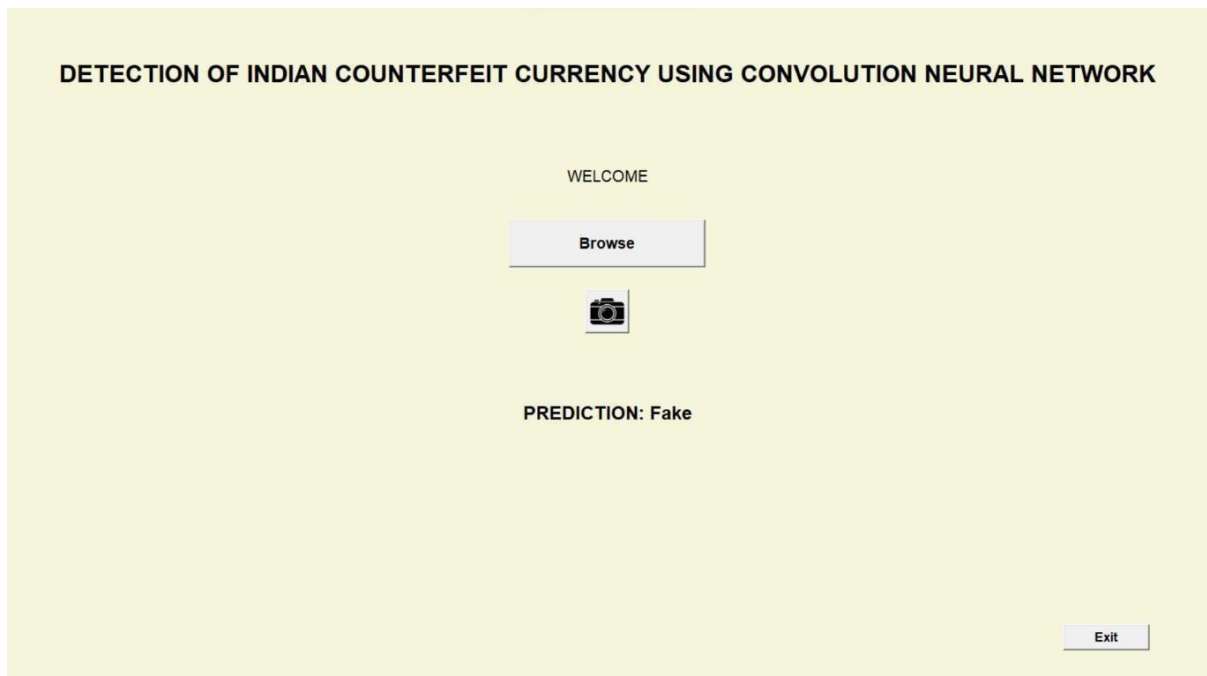 DETECTION OF INDIAN COUNTERFEIT CURRENCY USING CONVOLUTION NEURAL NETWORK
WELCOME
Browse
PREDICTION: Fake
Exit